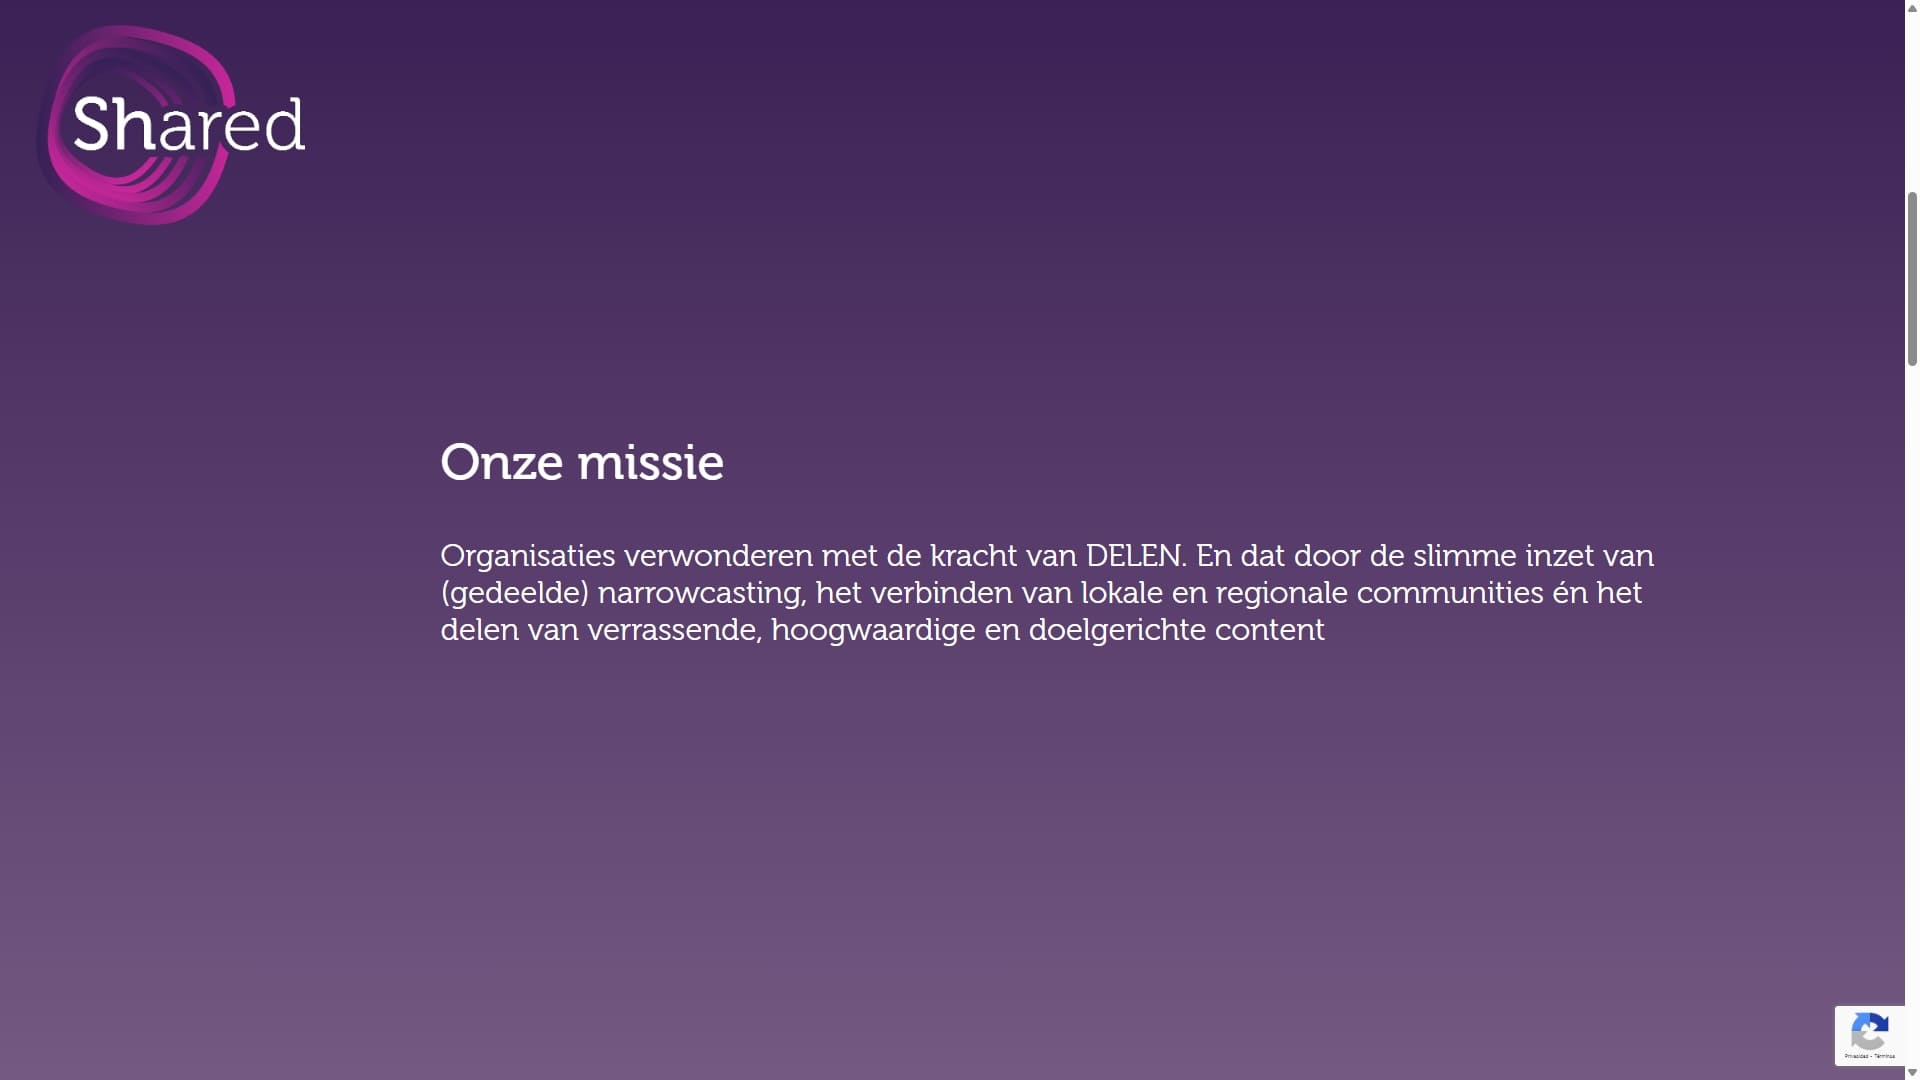 Shared
Onze missie
Organisaties verwonderen met de kracht van DELEN. En dat door de slimme inzet van
(gedeelde) narrowcasting, het verbinden van lokale en regionale communities én het
delen van verrassende, hoogwaardige en doelgerichte content
Privacidad - Términos